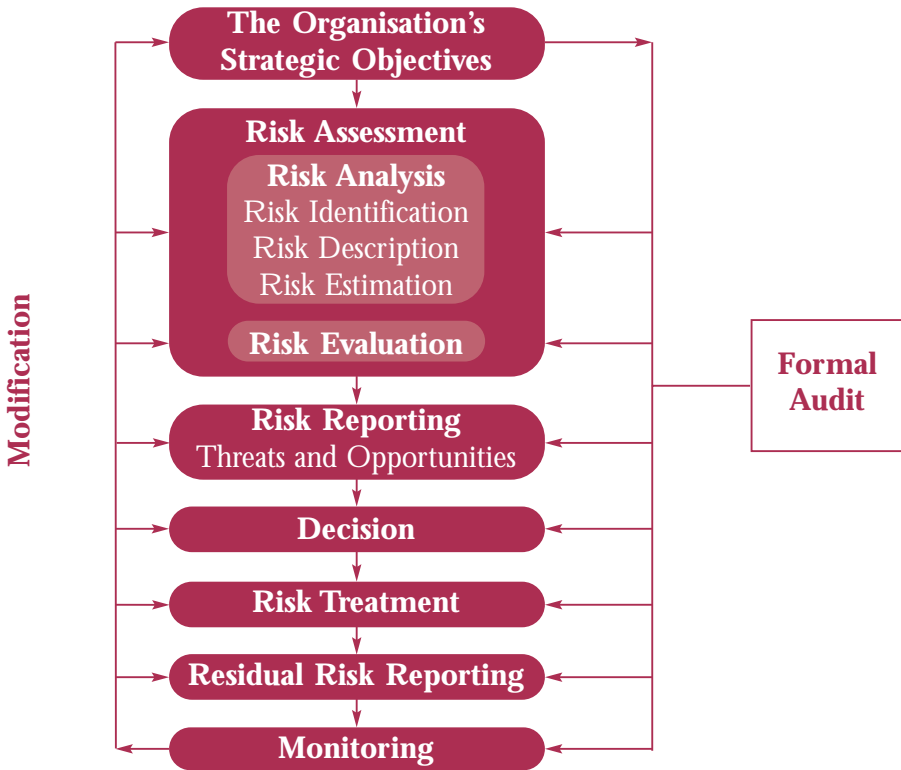 The Organisation’s
Strategic Objectives
Risk Assessment
Risk Analysis
Risk Identification
Risk Description
Risk Estimation
Risk Evaluation
Risk Reporting
Threats and Opportunities
Decision
Risk Treatment
Residual Risk Reporting
Monitoring
Modification
Formal
Audit